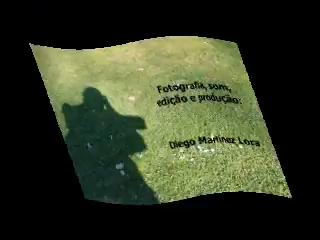 Fotografia, som,
edição e produção:
Diego Martinez Lora